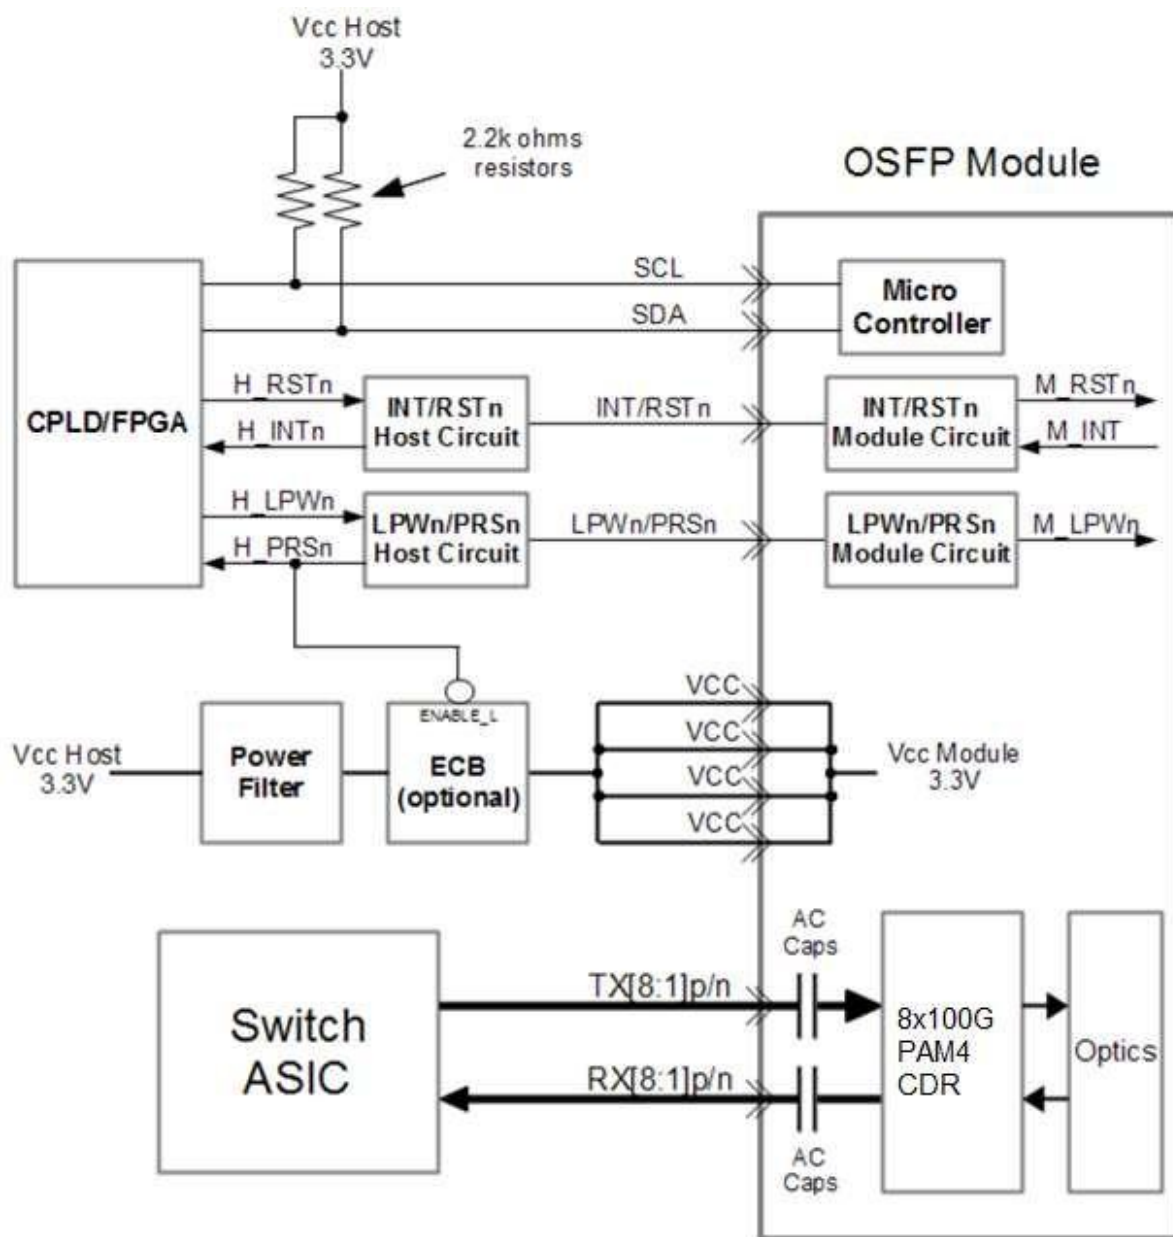 Vcc Host
3.3V
2.2k ohms
resistors
OSFP Module
SCL
SDA
Micro
Controller
CPLD/FPGA
H_RSTn
H_INTn
INT/RSTn
Host Circuit
INT/RSTn
INT/RSTn
Module Circuit
M_RSTn
M_INT
H_LPWn
H_PRSn
LPWn/PRSn
Host Circuit
LPWn/PRSn
LPWn/PRSn
Module Circuit
M_LPWn
Vcc Host
3.3V
Power
Filter
ENABLE_L
ECB
(optional)
VCC
VCC
VCC
VCC
Vcc Module
3.3V
Switch
ASIC
TX[8:1]p/n
RX[8:1]p/n
AC
Caps
AC
Caps
8x100G
PAM4
CDR
Optics